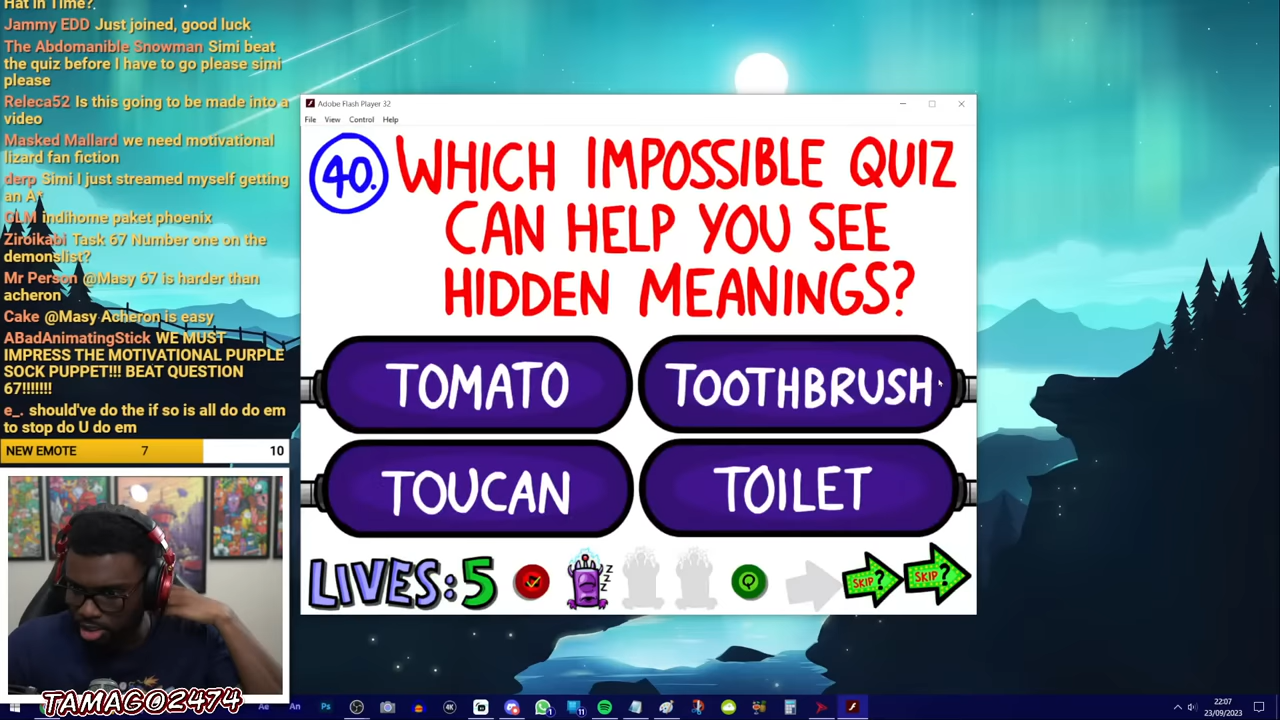 Hat in Time?
Jammy EDD Just joined, good luck
The Abdomanible Snowman Simi beat
the quiz before I have to go please simi
please
Releca52 Is this going to be made into a
video
Masked Mallard we need motivational
lizard fan fiction
derp Simi I just streamed myself getting
an A*
GLM indihome paket phoenix
Ziroikabi Task 67 Number one on the
demonslist?
Mr Person @Masy 67 is harder than
acheron
Cake @Masy Acheron is easy
ABadAnimatingStick WE MUST
IMPRESS THE MOTIVATIONAL PURPLE
SOCK PUPPET!!! BEAT QUESTION
67!!!!!!!
e_. should've do the if so is all do do em
to stop do U do em
NEW EMOTE 7 10
Adobe Flash Player 32
File View Control Help
40. WHICH IMPOSSIBLE QUIZ
CAN HELP YOU SEE
HIDDEN MEANINGS?
TOMATO TOOTHBRUSH
TOUCAN TOILET
LIVES:5 Z Z Z SKIP? SKIP?
TAMAGO2474
Ae An Ps 4K 11
22:07
23/09/2023